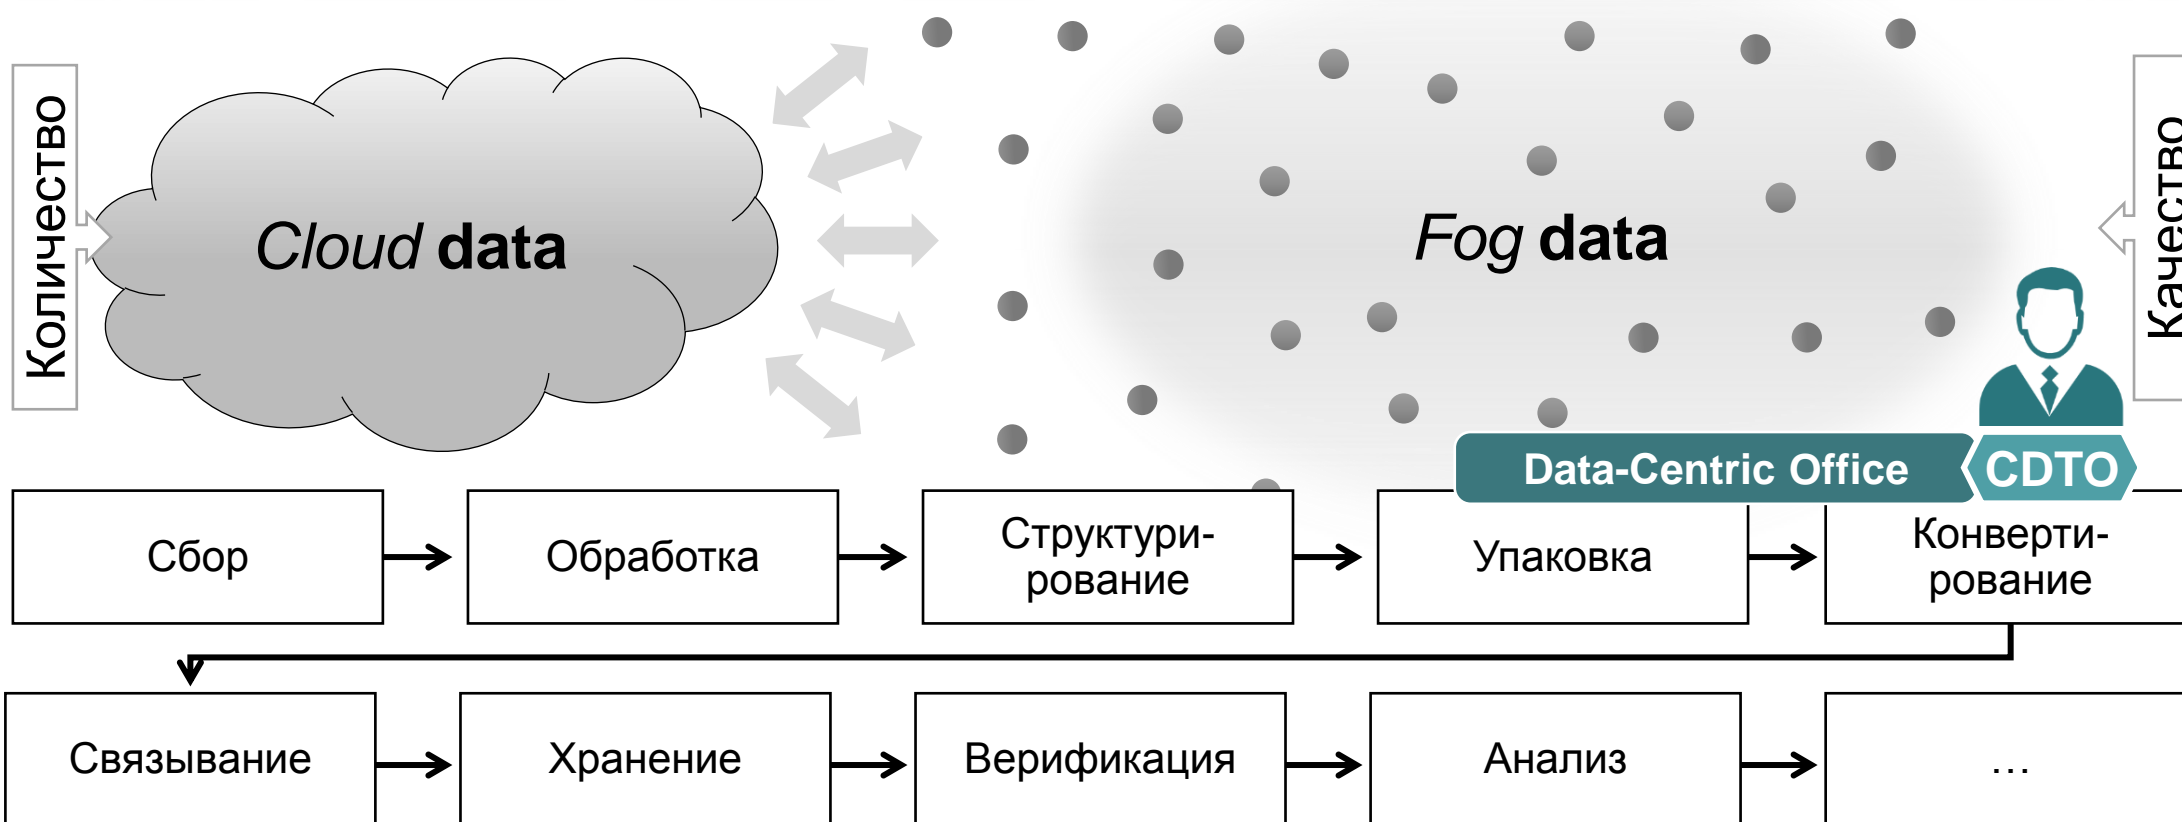 Количество
Cloud data
Fog data
Качество
Data-Centric Office
CDTO
Сбор
Обработка
Структури-
рование
Упаковка
Конверти-
рование
Связывание
Хранение
Верификация
Анализ
...